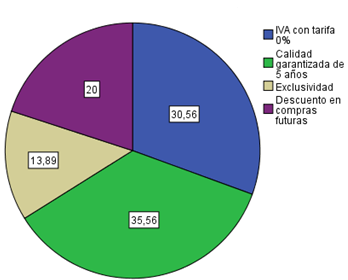 IVA con tarifa
0%
Calidad
garantizada de
5 años
Exclusividad
Descuento en
compras
futuras
20
30,56
13,89
35,56